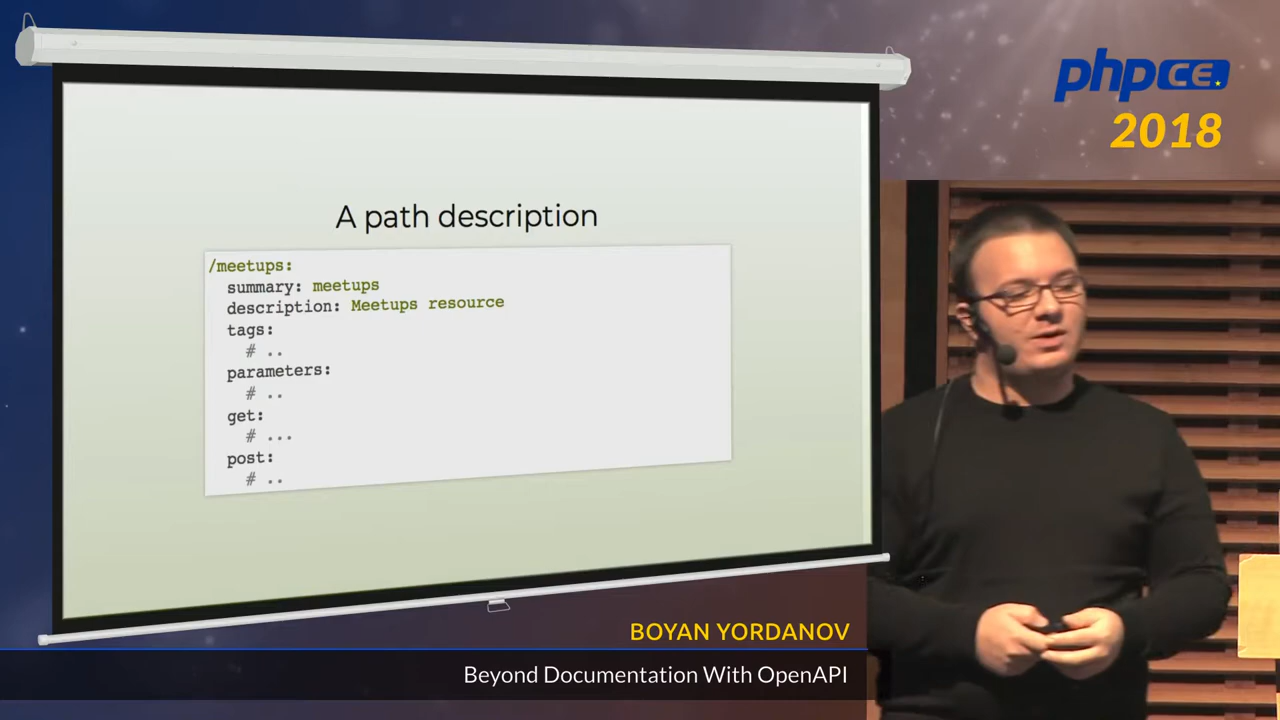 phpce.
2018
A path description
/meetups:
summary: meetups
description: Meetups resource
tags:
# ..
parameters:
# ..
get:
# ...
post:
# ..
BOYAN YORDANOV
Beyond Documentation With OpenAPI